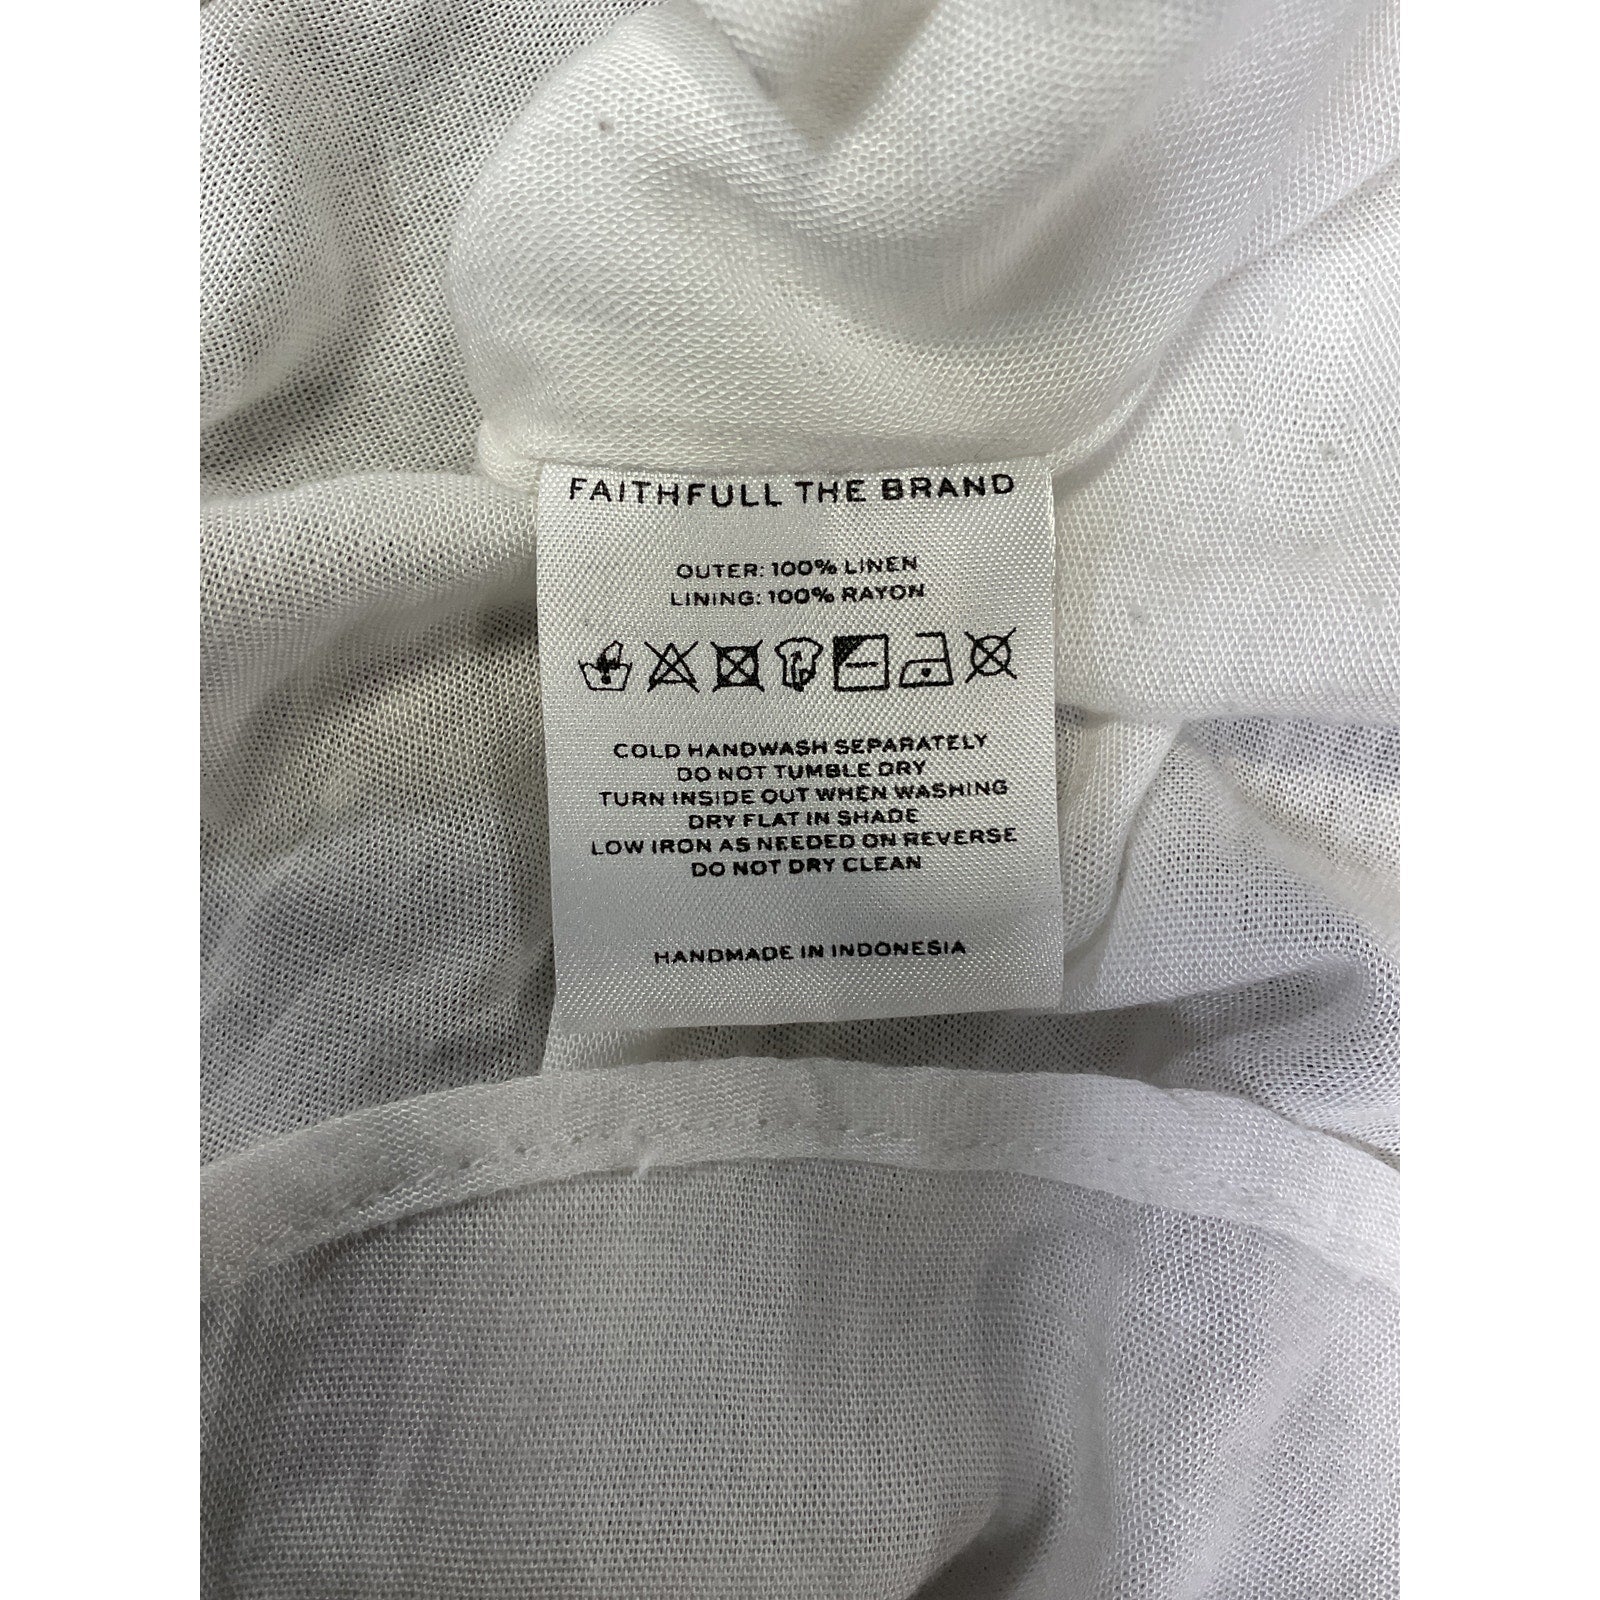 FAITHFULL THE BRAND
OUTER: 100% LINEN
LINING: 100% RAYON
COLD HANDWASH SEPARATELY
DO NOT TUMBLE DRY
TURN INSIDE OUT WHEN WASHING
DRY FLAT IN SHADE
LOW IRON AS NEEDED ON REVERSE
DO NOT DRY CLEAN
HANDMADE IN INDONESIA